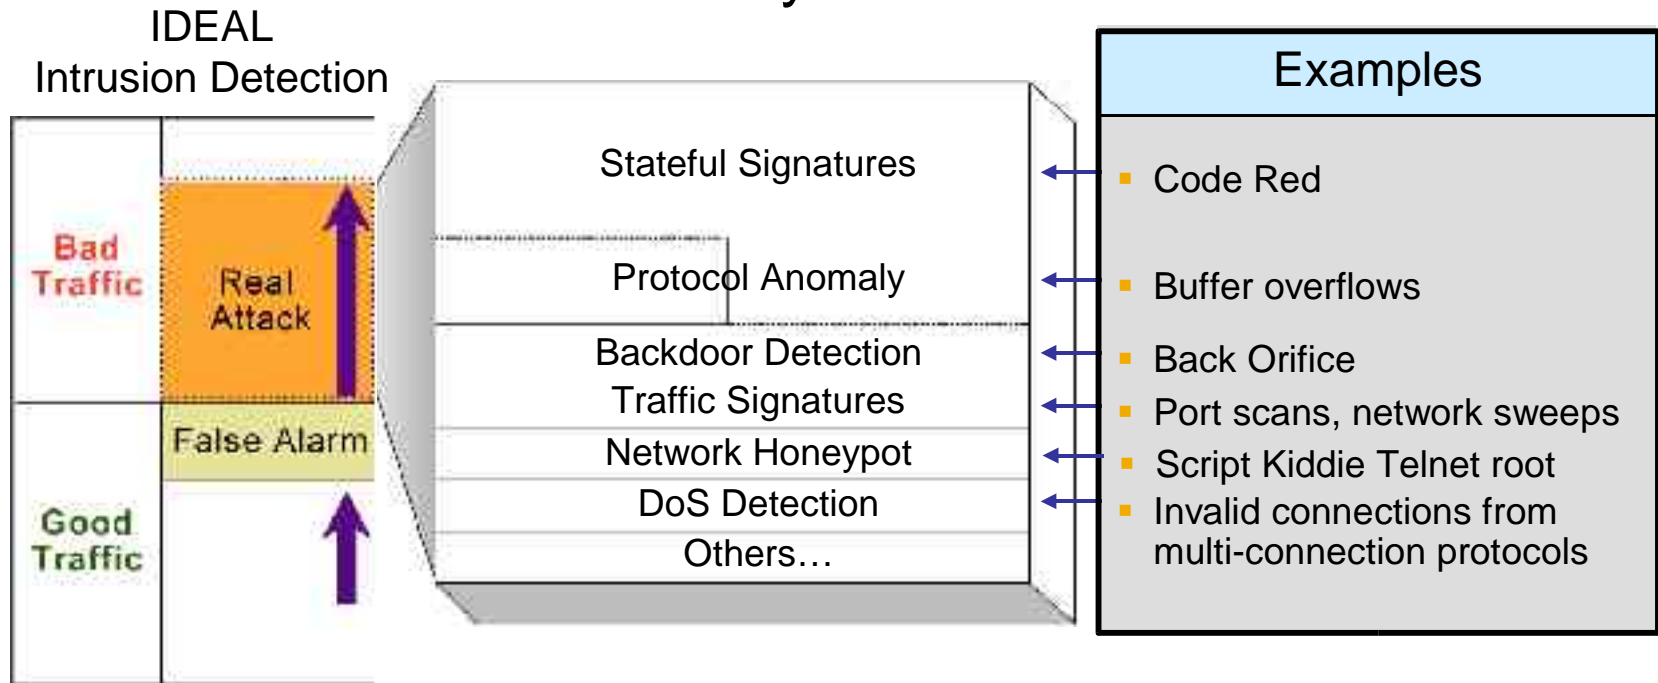 IDEAL
Intrusion Detection
Bad
Traffic
Real
Attack
False Alarm
Good
Traffic
Stateful Signatures
Protocol Anomaly
Backdoor Detection
Traffic Signatures
Network Honeypot
DoS Detection
Others…
Examples
Code Red
Buffer overflows
Back Orifice
Port scans, network sweeps
Script Kiddie Telnet root
Invalid connections from
multi-connection protocols